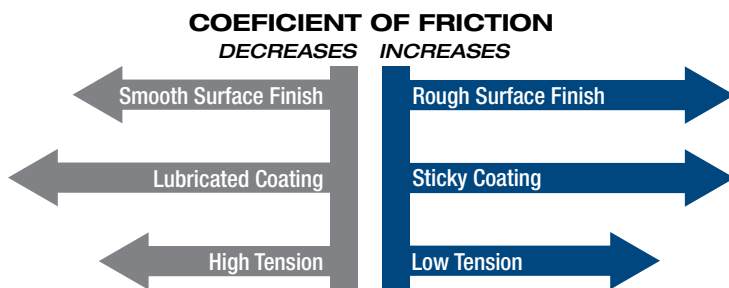 COEFICIENT OF FRICTION
DECREASES INCREASES
Smooth Surface Finish Rough Surface Finish
Lubricated Coating Sticky Coating
High Tension Low Tension